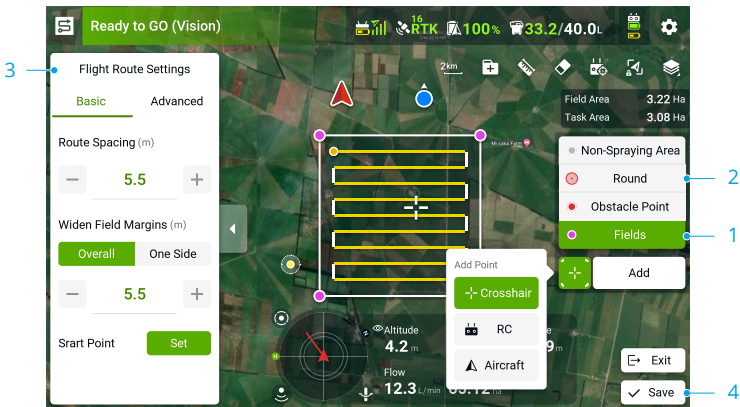 Ready to GO (Vision)
16
RTK
100%
33.2/40.0L
3
Flight Route Settings
Basic
Advanced
Route Spacing (m)
5.5
Widen Field Margins (m)
Overall
One Side
5.5
Srart Point
Set
2km
Field Area 3.22 Ha
Task Area 3.08 Ha
Mi casa Farm
Non-Spraying Area
Round
2
Obstacle Point
Fields
1
Add
Add Point
Crosshair
RC
Aircraft
N
H
Altitude
4.2 m
Flow
12.3 L/min
Exit
Save
4